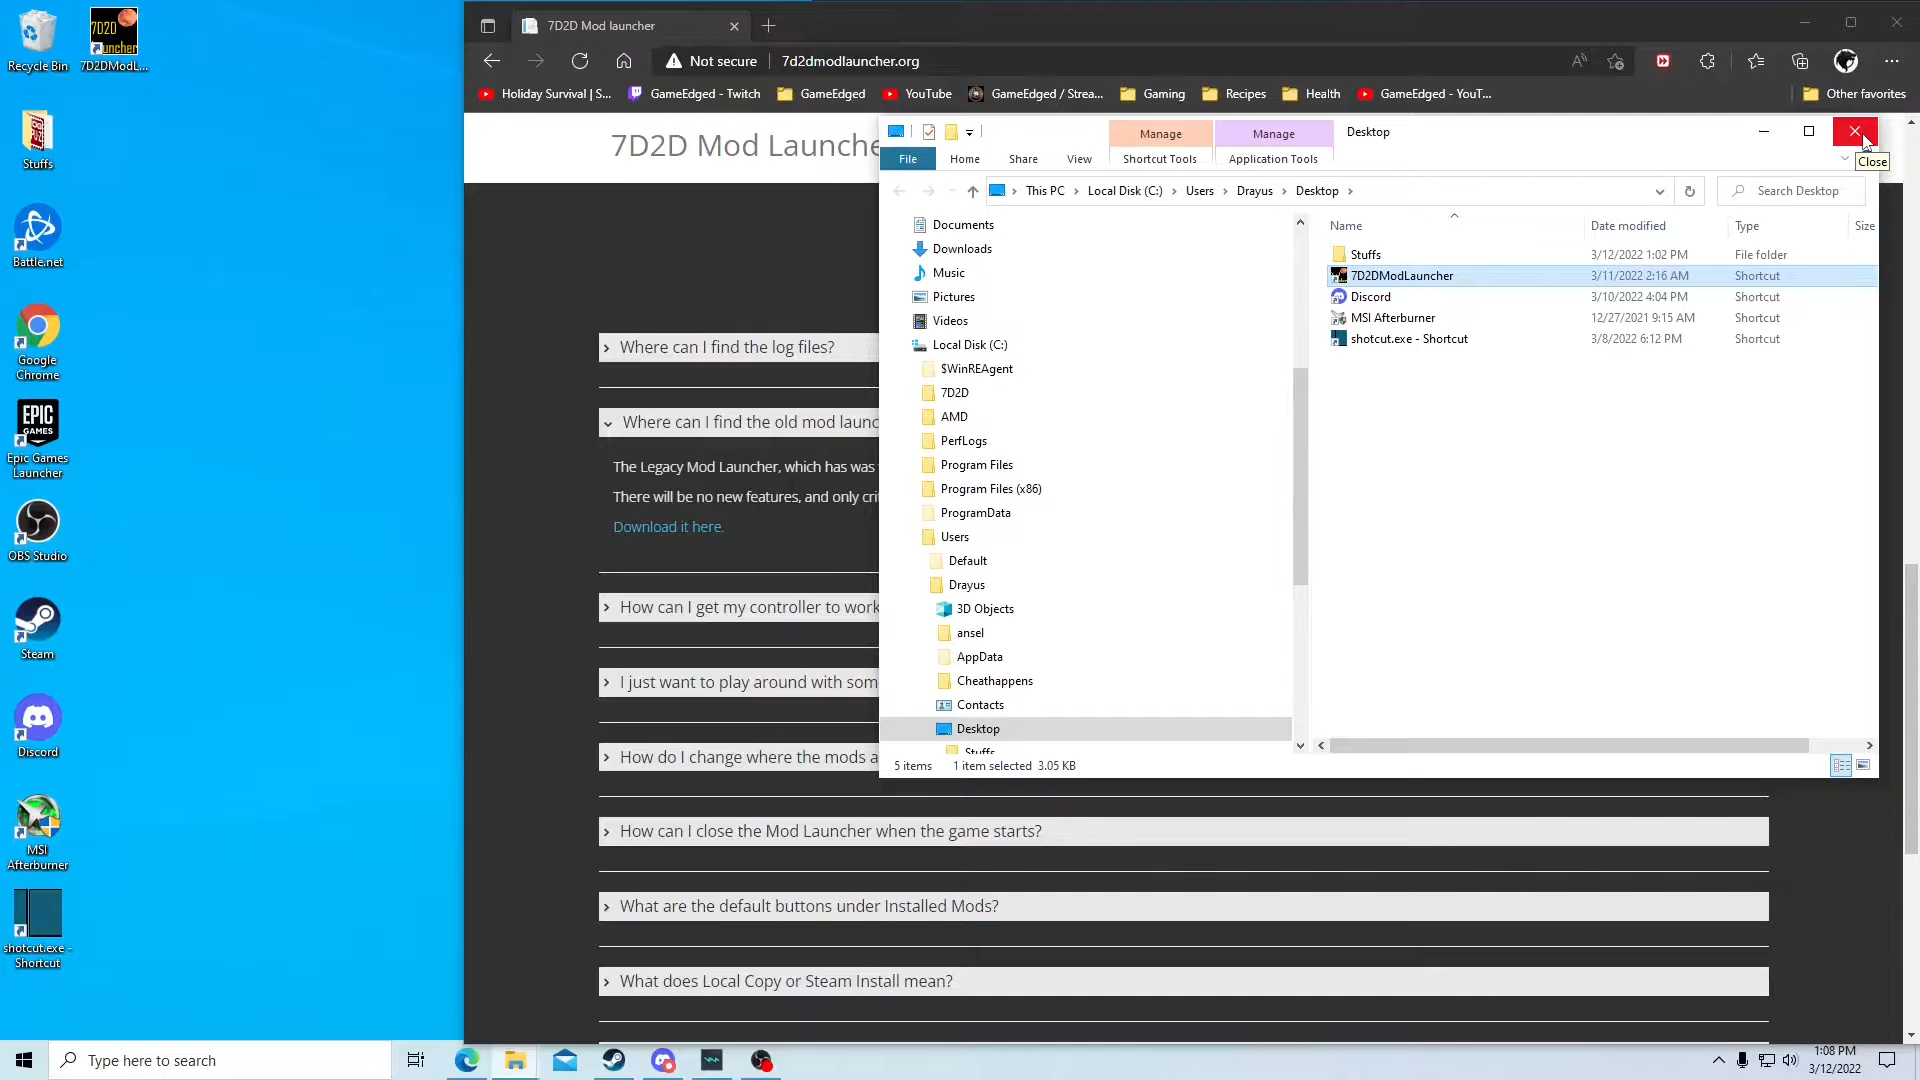 Recycle Bin
7D2DModL...
Stuffs
Battle.net
Google
Chrome
EPIC
GAMES
Epic Games
Launcher
OBS Studio
Steam
Discord
MSI
Afterburner
shotcut.exe -
Shortcut
7D2D Mod launcher
Not secure
7d2dmodlauncher.org
Holiday Survival | S...
GameEdged - Twitch
GameEdged
YouTube
GameEdged / Strea...
Gaming
Recipes
Health
GameEdged - YouT...
Other favorites
7D2D Mod Launche
Where can I find the log files?
Where can I find the old mod launc
The Legacy Mod Launcher, which has was
There will be no new features, and only crit
Download it here.
How can I get my controller to work
I just want to play around with som
How do I change where the mods a
How can I close the Mod Launcher when the game starts?
What are the default buttons under Installed Mods?
What does Local Copy or Steam Install mean?
Manage
Manage
Desktop
Close
File
Home
Share
View
Shortcut Tools
Application Tools
This PC > Local Disk (C:) > Users > Drayus > Desktop >
Search Desktop
Documents
Downloads
Music
Pictures
Videos
Local Disk (C:)
$WinREAgent
7D2D
AMD
PerfLogs
Program Files
Program Files (x86)
ProgramData
Users
Default
Drayus
3D Objects
ansel
AppData
Cheathappens
Contacts
Desktop
Stuffs
Name Date modified Type Size
Stuffs 3/12/2022 1:02 PM File folder
7D2DModLauncher 3/11/2022 2:16 AM Shortcut
Discord 3/10/2022 4:04 PM Shortcut
MSI Afterburner 12/27/2021 9:15 AM Shortcut
shotcut.exe - Shortcut 3/8/2022 6:12 PM Shortcut
5 items 1 item selected 3.05 KB
Type here to search
1:08 PM
3/12/2022